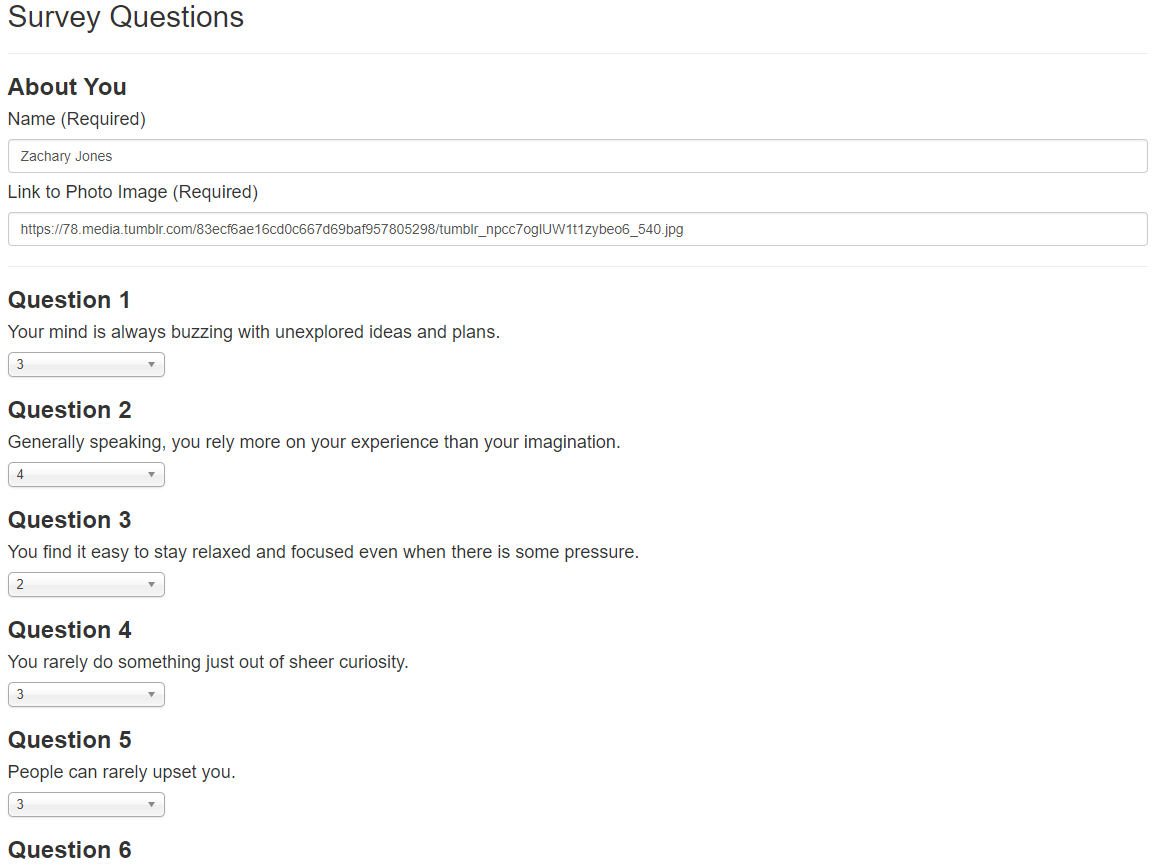 Survey Questions
About You
Name (Required)
Zachary Jones
Link to Photo Image (Required)
https://78.media.tumblr.com/83ecf6ae16cd0c667d69baf957805298/tumblr_npcc7oglUW1t1zybeo6_540.jpg
Question 1
Your mind is always buzzing with unexplored ideas and plans.
3
Question 2
Generally speaking, you rely more on your experience than your imagination.
4
Question 3
You find it easy to stay relaxed and focused even when there is some pressure.
2
Question 4
You rarely do something just out of sheer curiosity.
3
Question 5
People can rarely upset you.
3
Question 6